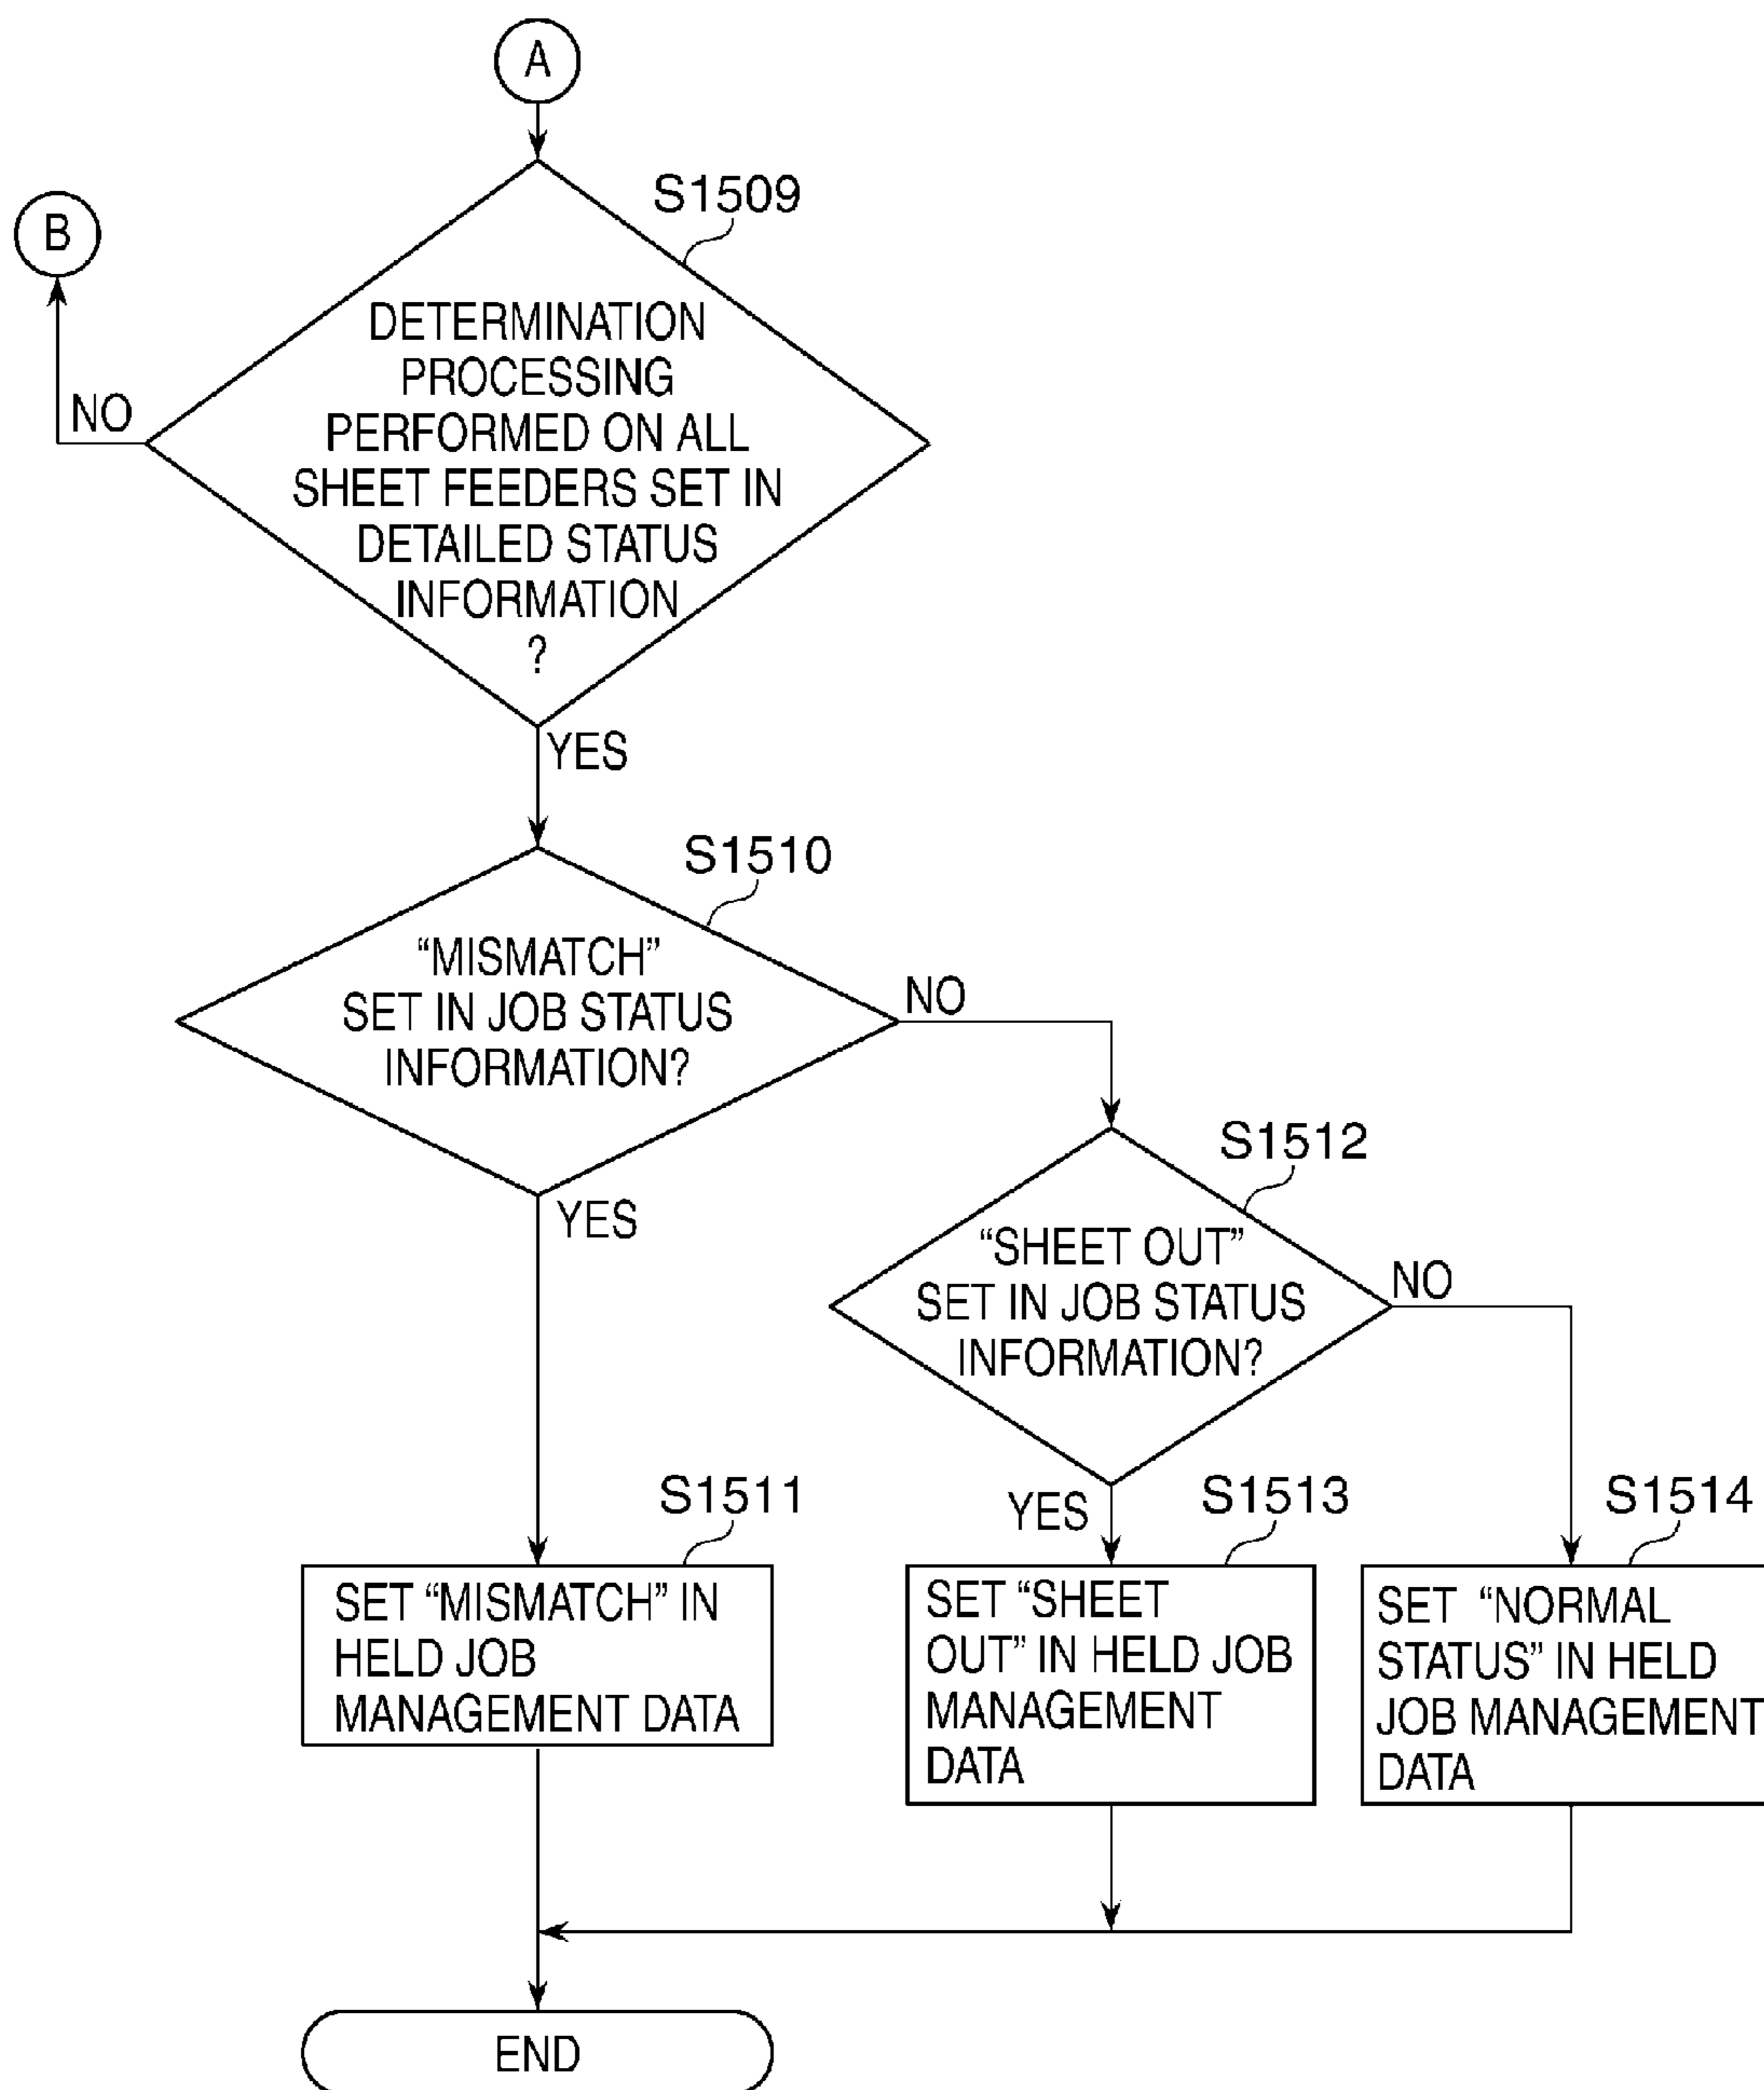 A
S1509
B
DETERMINATION
PROCESSING
PERFORMED ON ALL
SHEET FEEDERS SET IN
DETAILED STATUS
INFORMATION
?
NO
YES
S1510
“MISMATCH”
SET IN JOB STATUS
INFORMATION?
NO
YES
S1512
“SHEET OUT”
SET IN JOB STATUS
INFORMATION?
NO
YES
S1511
SET “MISMATCH” IN
HELD JOB
MANAGEMENT DATA
S1513
SET “SHEET
OUT” IN HELD JOB
MANAGEMENT
DATA
S1514
SET “NORMAL
STATUS” IN HELD
JOB MANAGEMENT
DATA
END